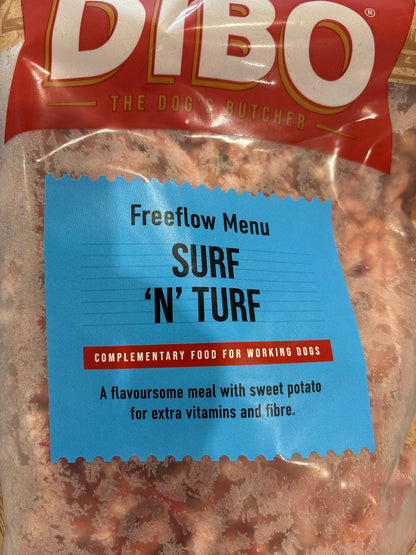 DIBO®
THE DOG'S BUTCHER
Freeflow Menu
SURF
'N' TURF
COMPLEMENTARY FOOD FOR WORKING DOGS
A flavoursome meal with sweet potato
for extra vitamins and fibre.